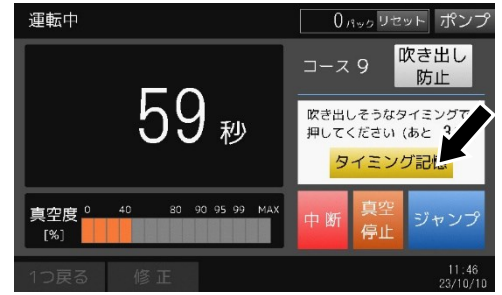 運転中
0 パック リセット ポンプ
コース 9 吹き出し
防止
59 秒
吹き出しそうなタイミングで
押してください(あと 3
タイミング記憶
真空度 0 40 80 90 95 99 MAX
[%]
中断 真空
停止 ジャンプ
1つ戻る 修正
11:46
23/10/10